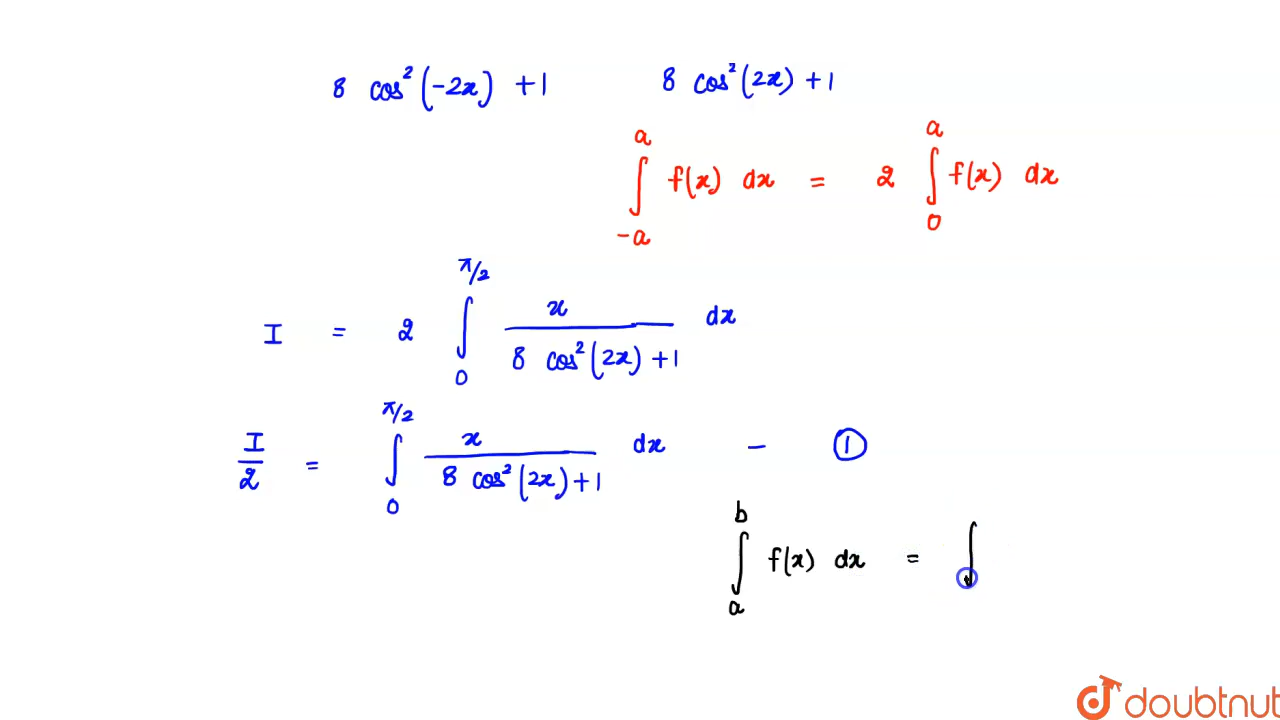 8 cos²(-2x) + 1    8 cos²(2x) + 1
∫_{-a}^{a} f(x) dx = 2 ∫_{0}^{a} f(x) dx
I = 2 ∫_{0}^{π/2} x / (8 cos²(2x) + 1) dx
I/2 = ∫_{0}^{π/2} x / (8 cos²(2x) + 1) dx - ①
∫_{a}^{b} f(x) dx = ∫
doubtnut